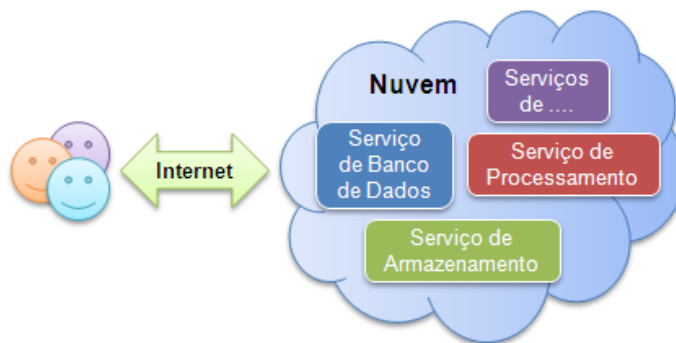 Nuvem
Serviços
de ....
Serviço
de Banco
de Dados
Serviço de
Processamento
Internet
Serviço de
Armazenamento